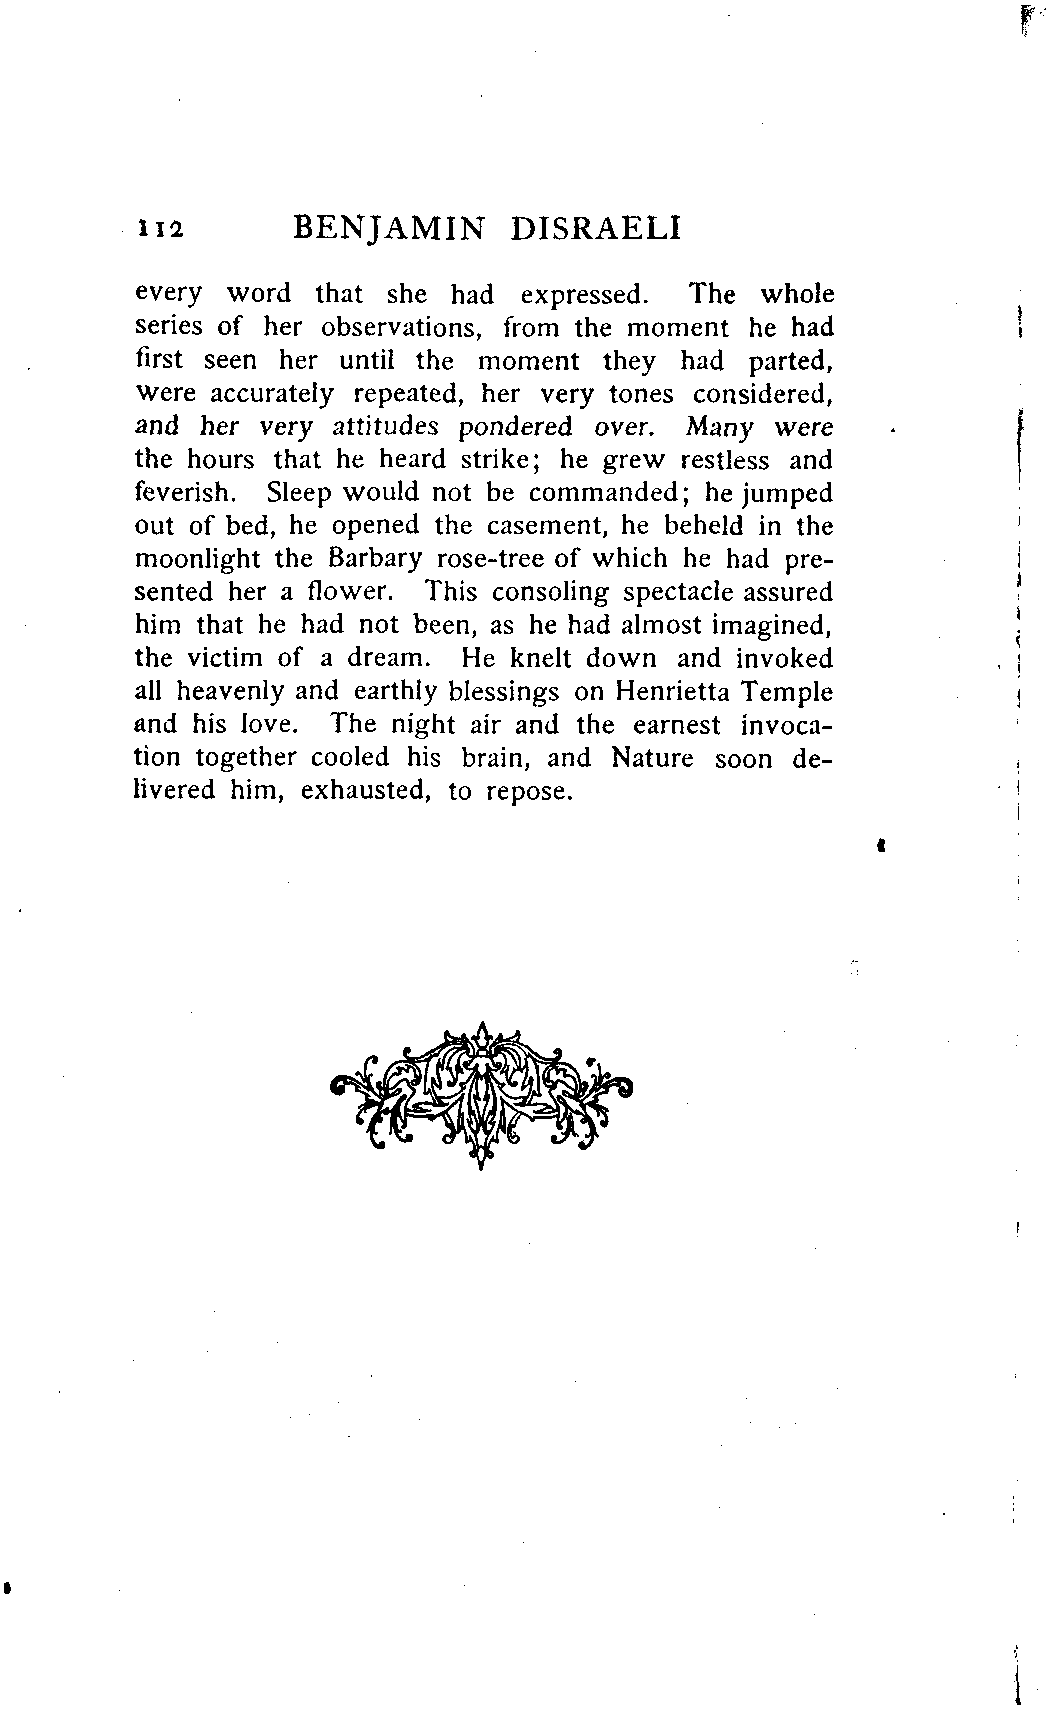 112 BENJAMIN DISRAELI
every word that she had expressed. The whole
series of her observations, from the moment he had
first seen her until the moment they had parted,
were accurately repeated, her very tones considered,
and her very attitudes pondered over. Many were
the hours that he heard strike; he grew restless and
feverish. Sleep would not be commanded; he jumped
out of bed, he opened the casement, he beheld in the
moonlight the Barbary rose-tree of which he had pre-
sented her a flower. This consoling spectacle assured
him that he had not been, as he had almost imagined,
the victim of a dream. He knelt down and invoked
all heavenly and earthly blessings on Henrietta Temple
and his love. The night air and the earnest invoca-
tion together cooled his brain, and Nature soon de-
livered him, exhausted, to repose.